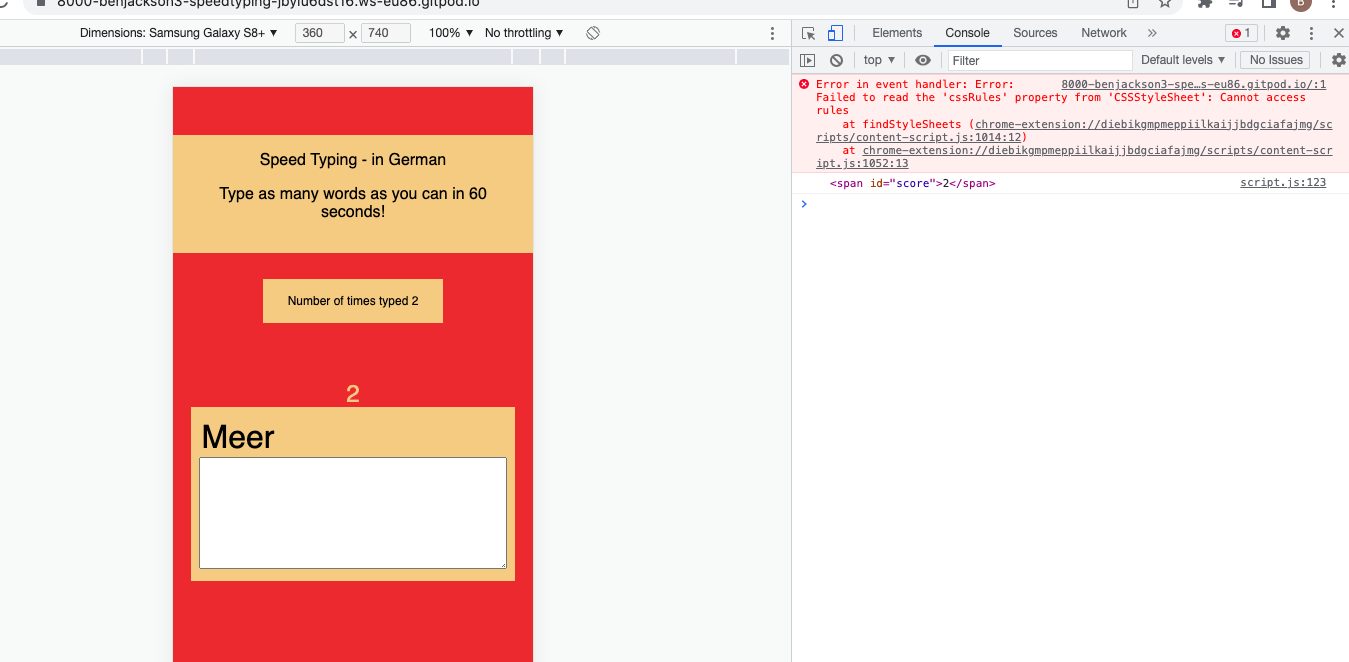 8000-benjackson3-speedtyping-jbylu6dst16.ws-eu86.gitpod.io
B
Dimensions: Samsung Galaxy S8+ ▼ 360 × 740 100% ▼ No throttling ▼
Elements Console Sources Network » 1
top ▼ Filter Default levels ▼ No Issues
Error in event handler: Error: 8000-benjackson3-spe…s-eu86.gitpod.io/:1
Failed to read the 'cssRules' property from 'CSSStyleSheet': Cannot access
rules
at findStyleSheets (chrome-extension://diebikgmpmeppiilkaijjbdgciafajmg/sc
ripts/content-script.js:1014:12)
at chrome-extension://diebikgmpmeppiilkaijjbdgciafajmg/scripts/content-scr
ipt.js:1052:13
<span id="score">2</span> script.js:123
Speed Typing - in German
Type as many words as you can in 60
seconds!
Number of times typed 2
2
Meer